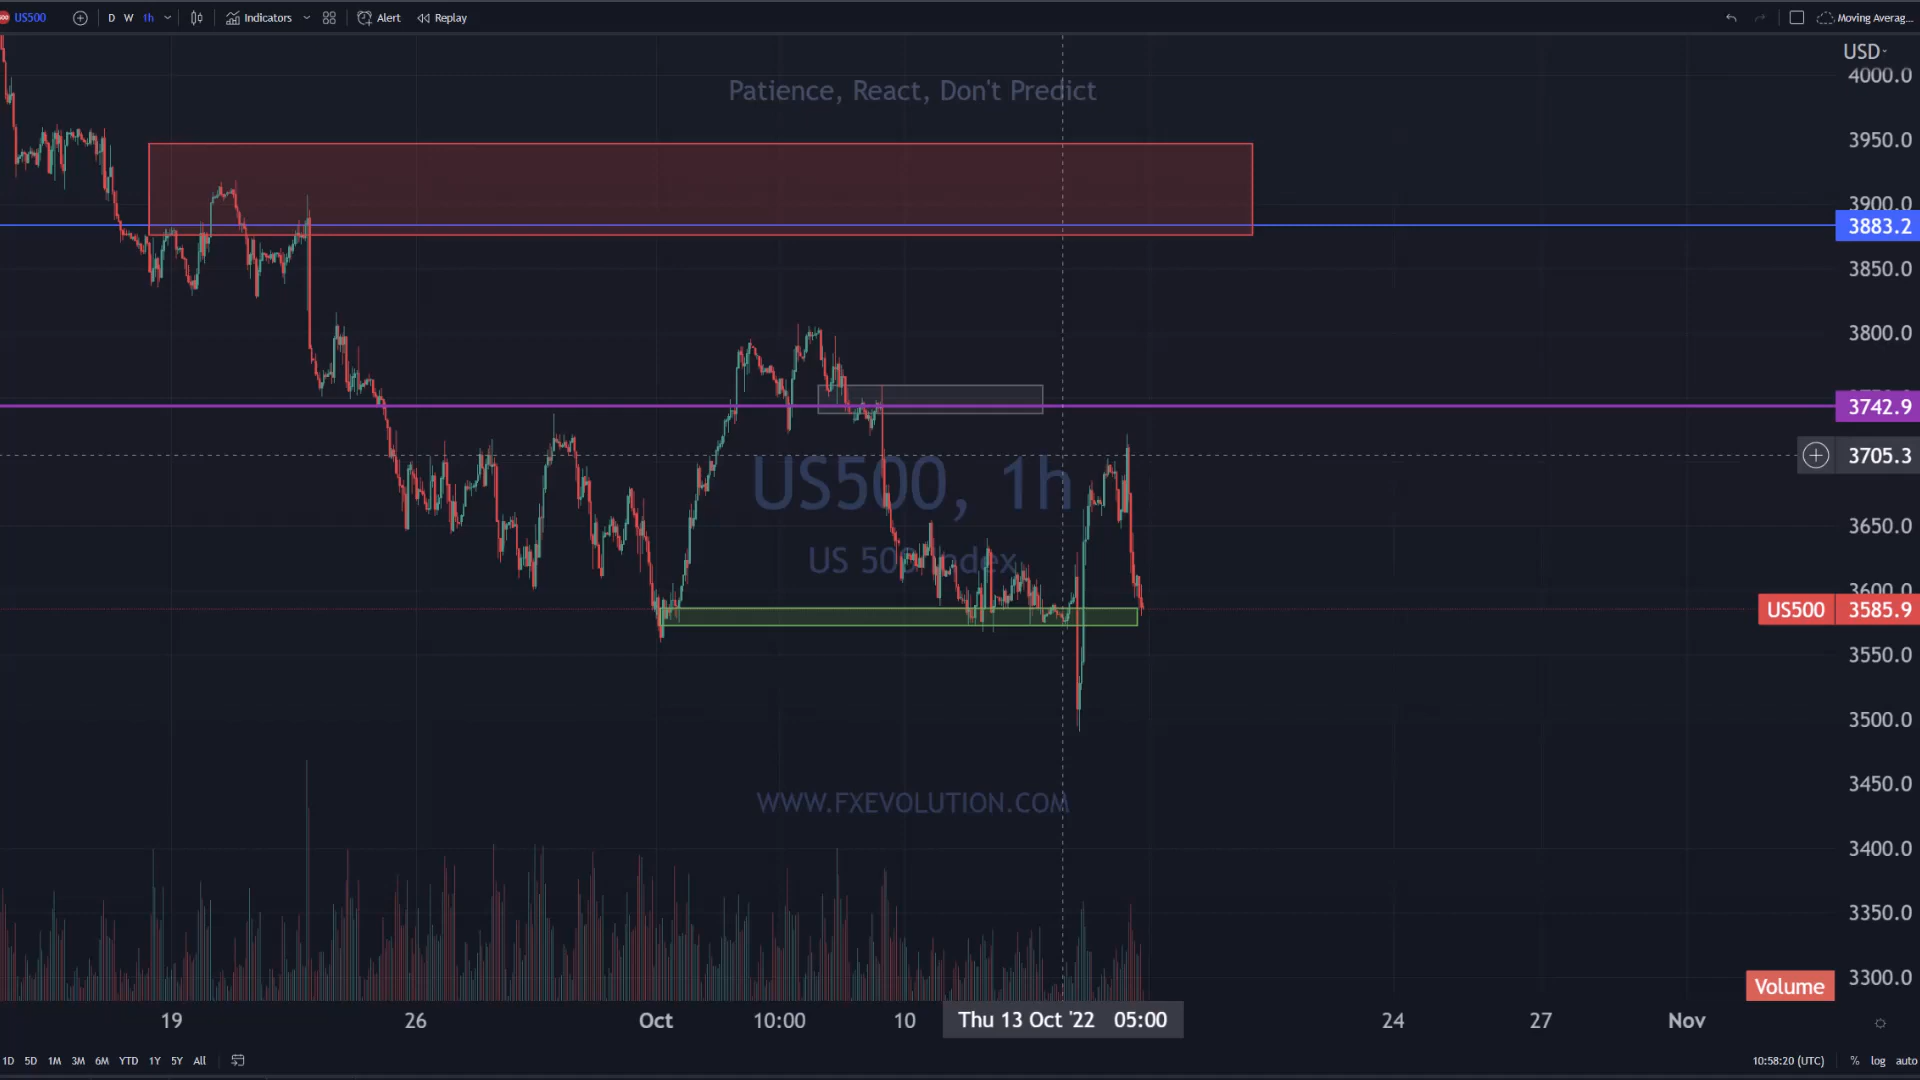 US500 D W 1h Indicators Alert Replay Moving Averag...
USD
4000.0
Patience, React, Don't Predict
3950.0
3900.0
3883.2
3850.0
3800.0
3742.9
3705.3
US500, 1h
3650.0
US 500 Index
3600.0
US500 3585.9
3550.0
3500.0
3450.0
WWW.FXEVOLUTION.COM
3400.0
3350.0
3300.0
Volume
19 26 Oct 10:00 10 Thu 13 Oct '22 05:00 24 27 Nov
1D 5D 1M 3M 6M YTD 1Y 5Y All 10:58:20 (UTC) % log auto